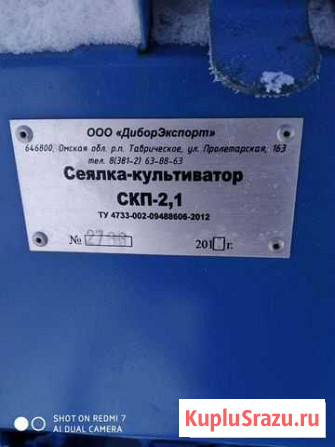 ООО «ДиборЭкспорт»
646800, Омская обл. р.п. Таврическое, ул. Пролетарская, 163
тел. 8(381-2) 63-88-63
Сеялка-культиватор
СКП-2,1
ТУ 4733-002-09488606-2012
№ 201 г.
SHOT ON REDMI 7
AI DUAL CAMERA
KupluSrazu.ru